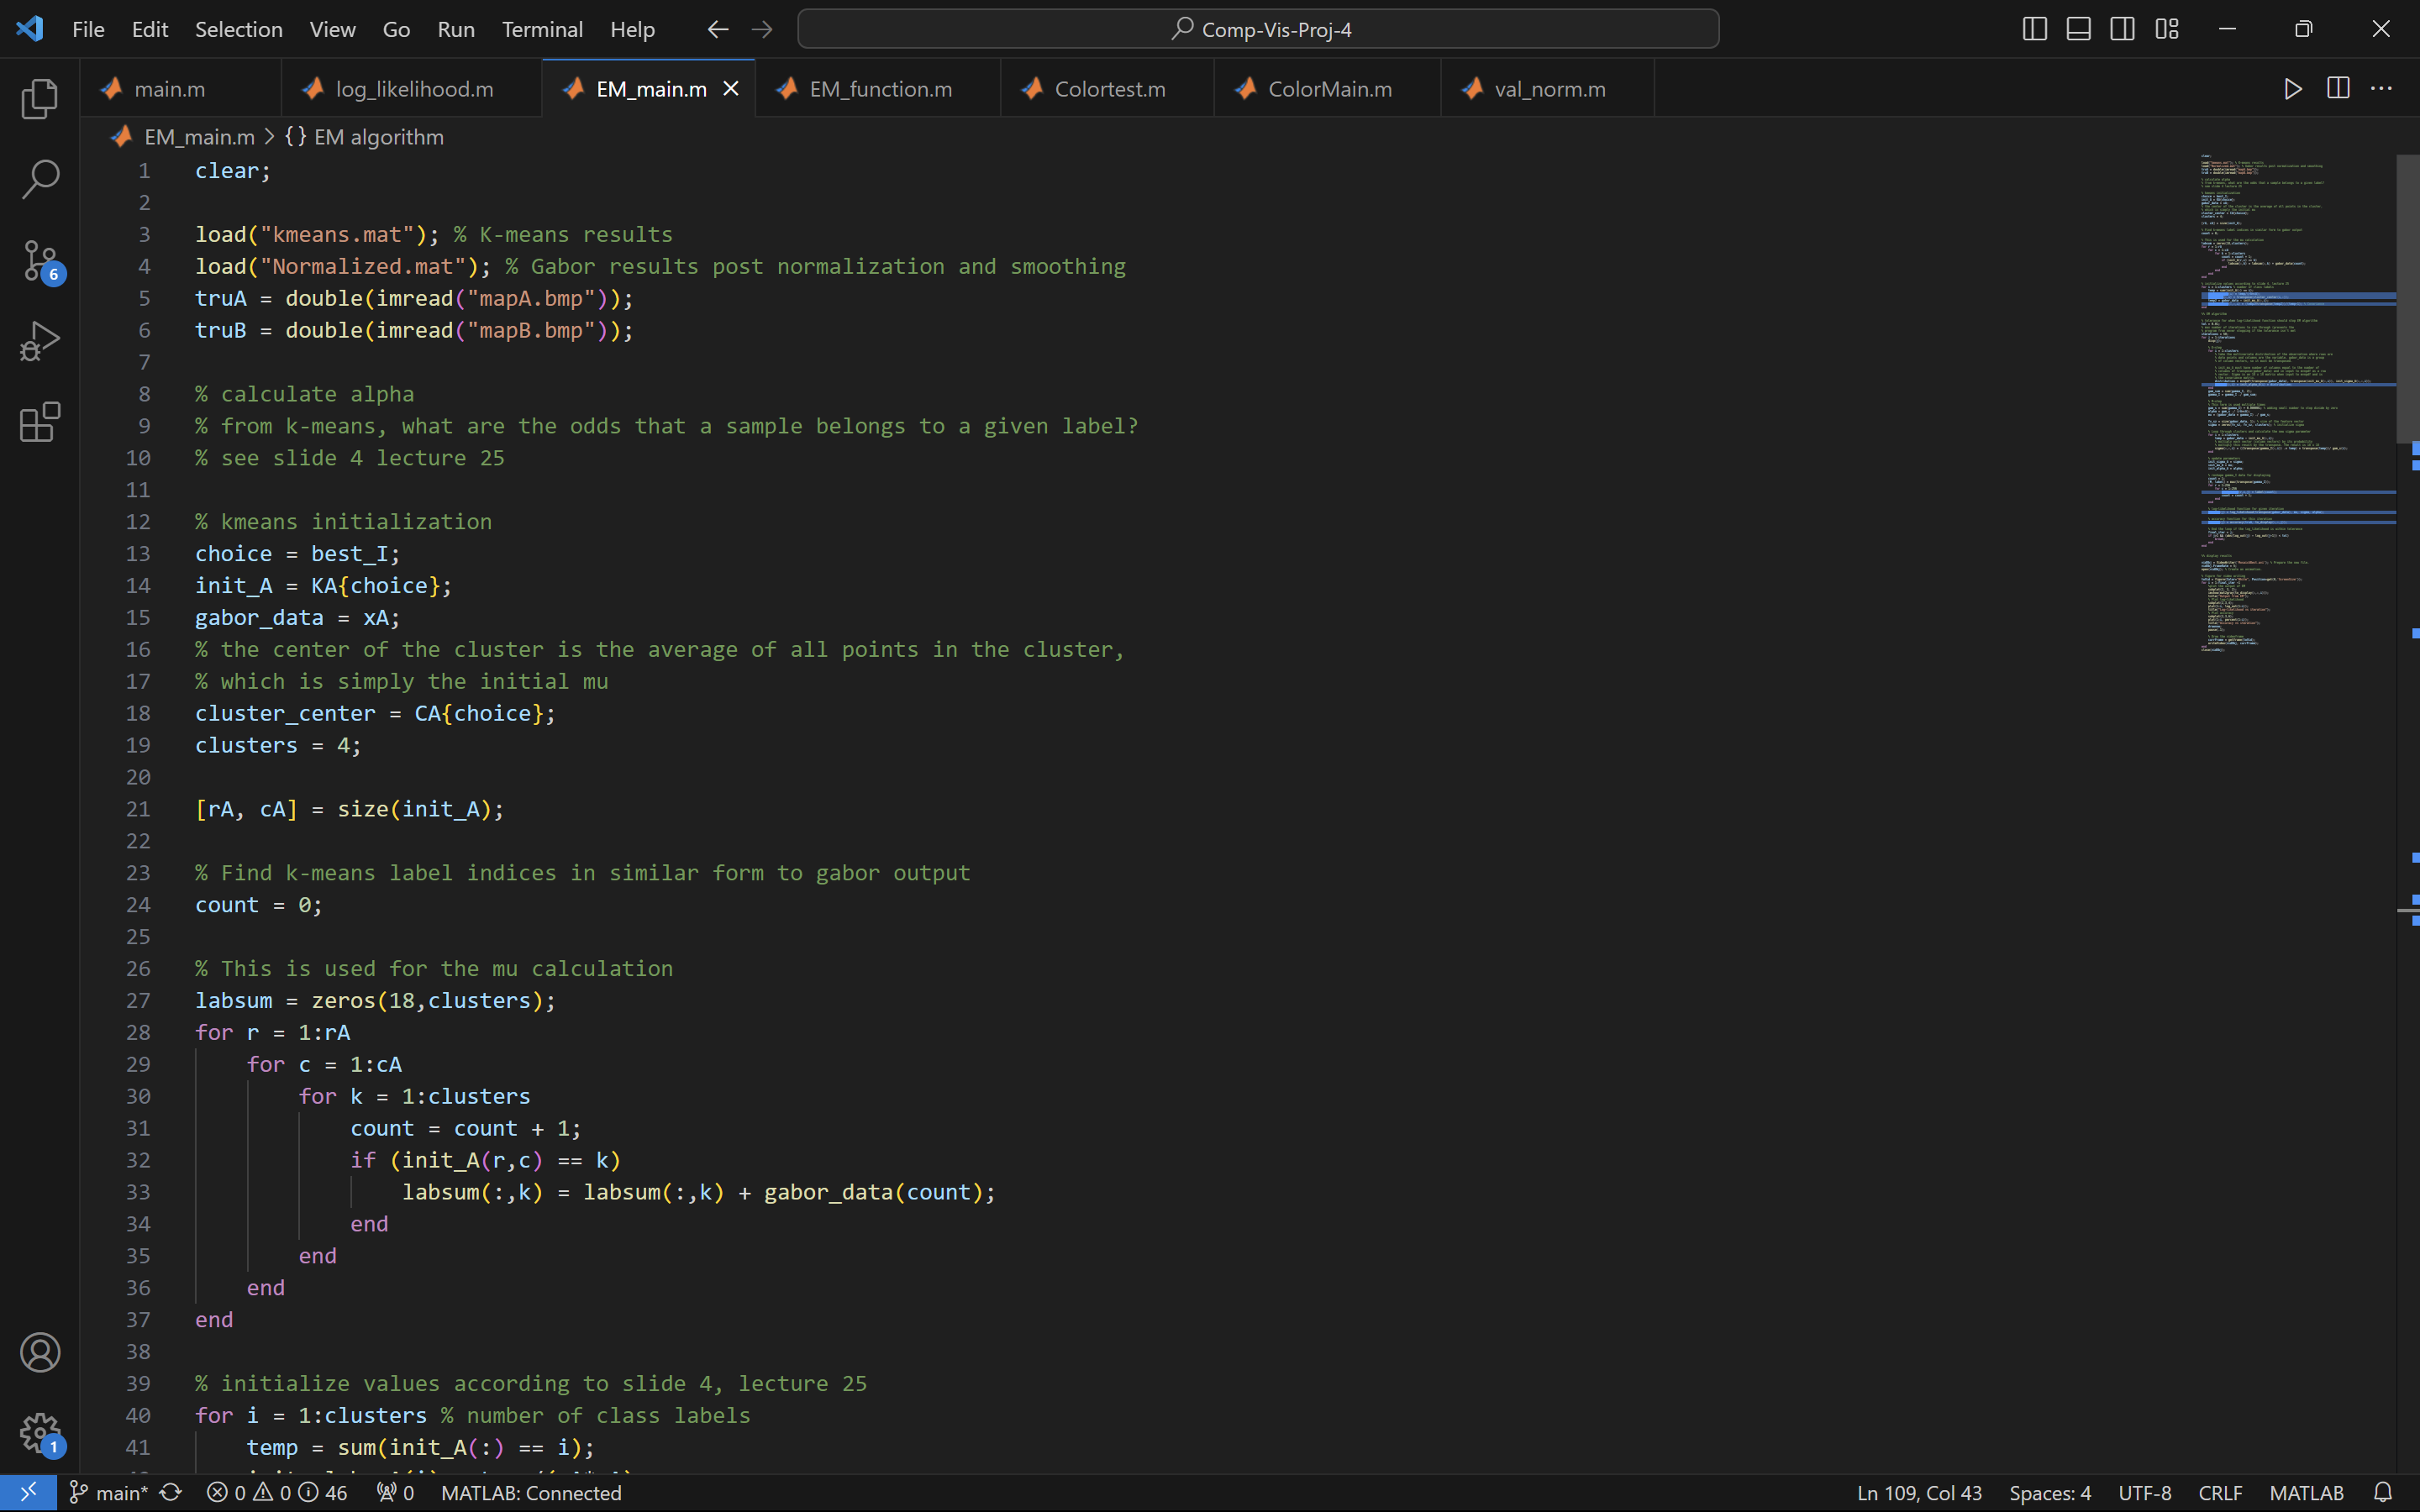 File Edit Selection View Go Run Terminal Help Comp-Vis-Proj-4
main.m log_likelihood.m EM_main.m EM_function.m Colortest.m ColorMain.m val_norm.m
EM_main.m > {} EM algorithm
1 clear;
2
3 load("kmeans.mat"); % K-means results
4 load("Normalized.mat"); % Gabor results post normalization and smoothing
5 truA = double(imread("mapA.bmp"));
6 truB = double(imread("mapB.bmp"));
7
8 % calculate alpha
9 % from k-means, what are the odds that a sample belongs to a given label?
10 % see slide 4 lecture 25
11
12 % kmeans initialization
13 choice = best_I;
14 init_A = KA{choice};
15 gabor_data = xA;
16 % the center of the cluster is the average of all points in the cluster,
17 % which is simply the initial mu
18 cluster_center = CA{choice};
19 clusters = 4;
20
21 [rA, cA] = size(init_A);
22
23 % Find k-means label indices in similar form to gabor output
24 count = 0;
25
26 % This is used for the mu calculation
27 labsum = zeros(18,clusters);
28 for r = 1:rA
29 for c = 1:cA
30 for k = 1:clusters
31 count = count + 1;
32 if (init_A(r,c) == k)
33 labsum(:,k) = labsum(:,k) + gabor_data(count);
34 end
35 end
36 end
37 end
38
39 % initialize values according to slide 4, lecture 25
40 for i = 1:clusters % number of class labels
41 temp = sum(init_A(:) == i);
6
1
main* 0 0 46 0 MATLAB: Connected Ln 109, Col 43 Spaces: 4 UTF-8 CRLF MATLAB